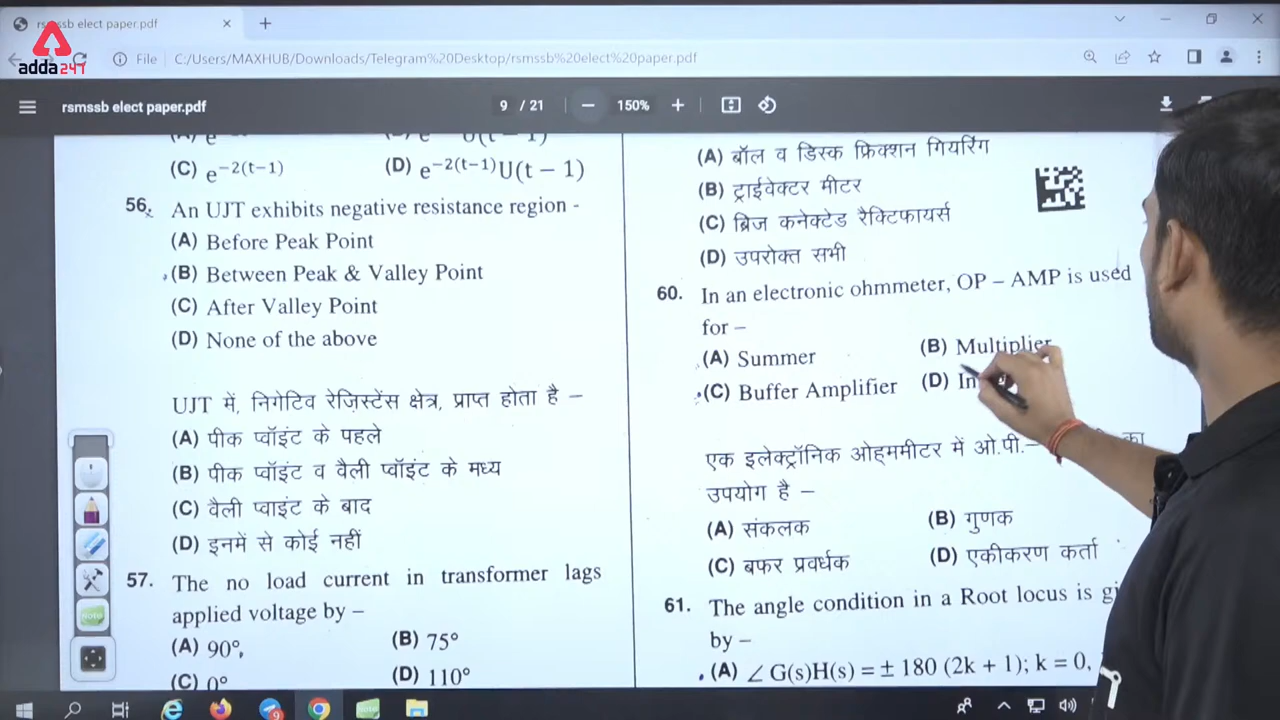 rsmssb elect paper.pdf
adda247
File
C:/Users/MAXHUB/Downloads/Telegram%20Desktop/rsmssb%20elect%20paper.pdf
rsmssb elect paper.pdf
9 / 21
150%
(C) e−2(t−1) (D) e−2(t−1)U(t − 1)
56. An UJT exhibits negative resistance region -
(A) Before Peak Point
(B) Between Peak & Valley Point
(C) After Valley Point
(D) None of the above
UJT में, निगेटिव रेज़िस्टेंस क्षेत्र, प्राप्त होता है –
(A) पीक प्वॉइंट के पहले
(B) पीक प्वॉइंट व वैली प्वॉइंट के मध्य
(C) वैली प्वाइंट के बाद
(D) इनमें से कोई नहीं
57. The no load current in transformer lags
applied voltage by –
(A) 90° (B) 75°
(C) 0° (D) 110°
(A) बॉल व डिस्क फ्रिक्शन गियरिंग
(B) ट्राईवेक्टर मीटर
(C) ब्रिज कनेक्टेड रैक्टिफायर्स
(D) उपरोक्त सभी
60. In an electronic ohmmeter, OP – AMP is used
for –
(A) Summer (B) Multiplier
(C) Buffer Amplifier (D)
एक इलेक्ट्रॉनिक ओह्ममीटर में ओ.पी.– का
उपयोग है –
(A) संकलक (B) गुणक
(C) बफर प्रवर्धक (D) एकीकरण कर्ता
61. The angle condition in a Root locus is
by –
(A) ∠ G(s)H(s) = ± 180 (2k + 1); k = 0,